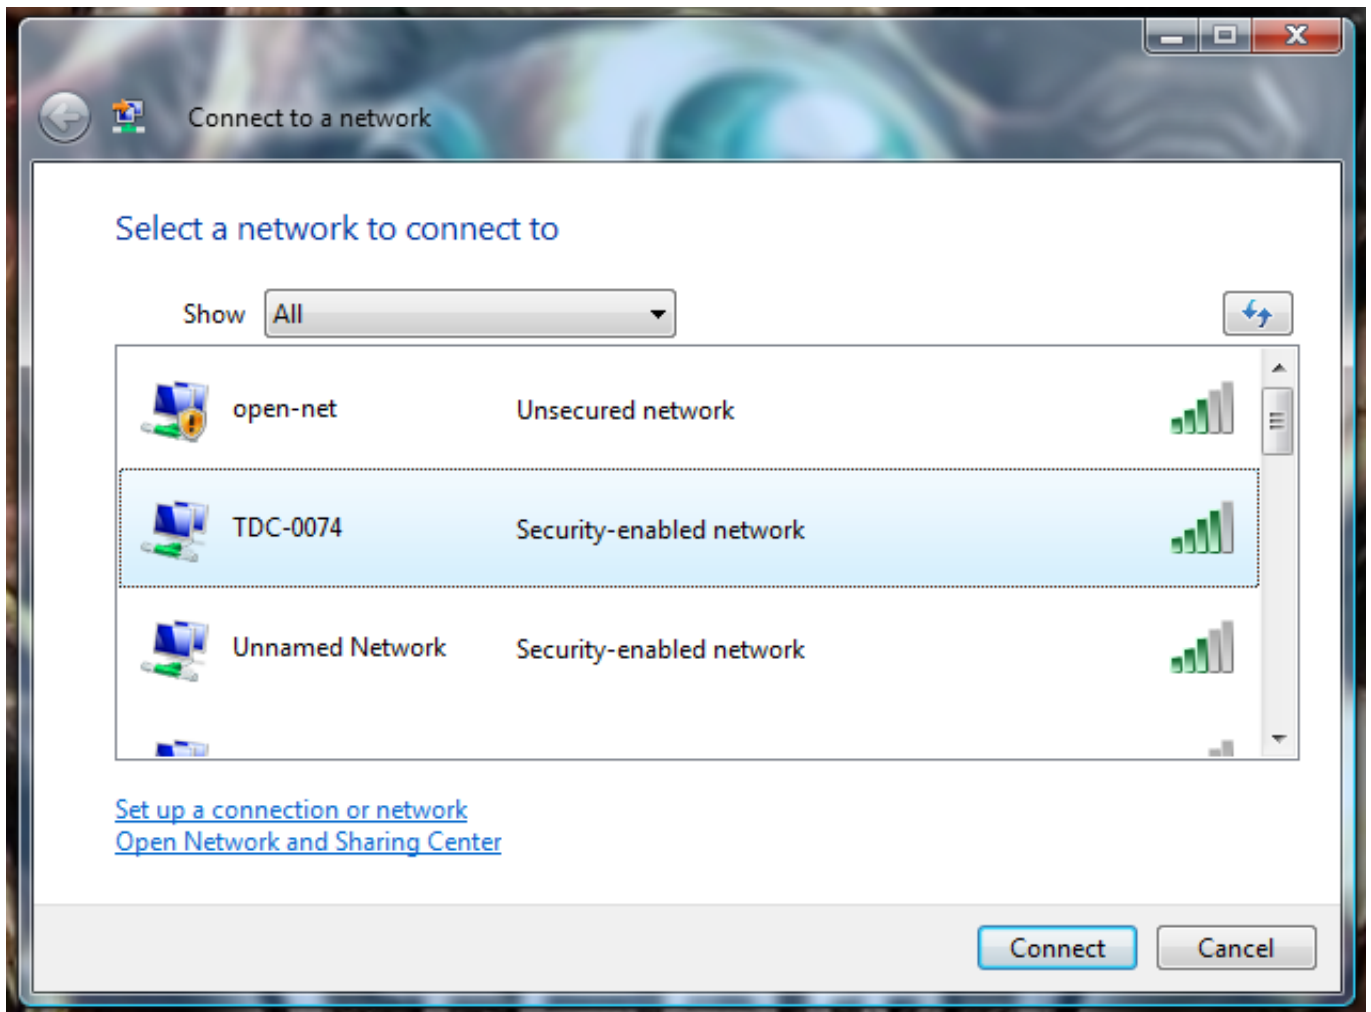 Connect to a network
Select a network to connect to
Show All
open-net Unsecured network
TDC-0074 Security-enabled network
Unnamed Network Security-enabled network
Set up a connection or network
Open Network and Sharing Center
Connect Cancel